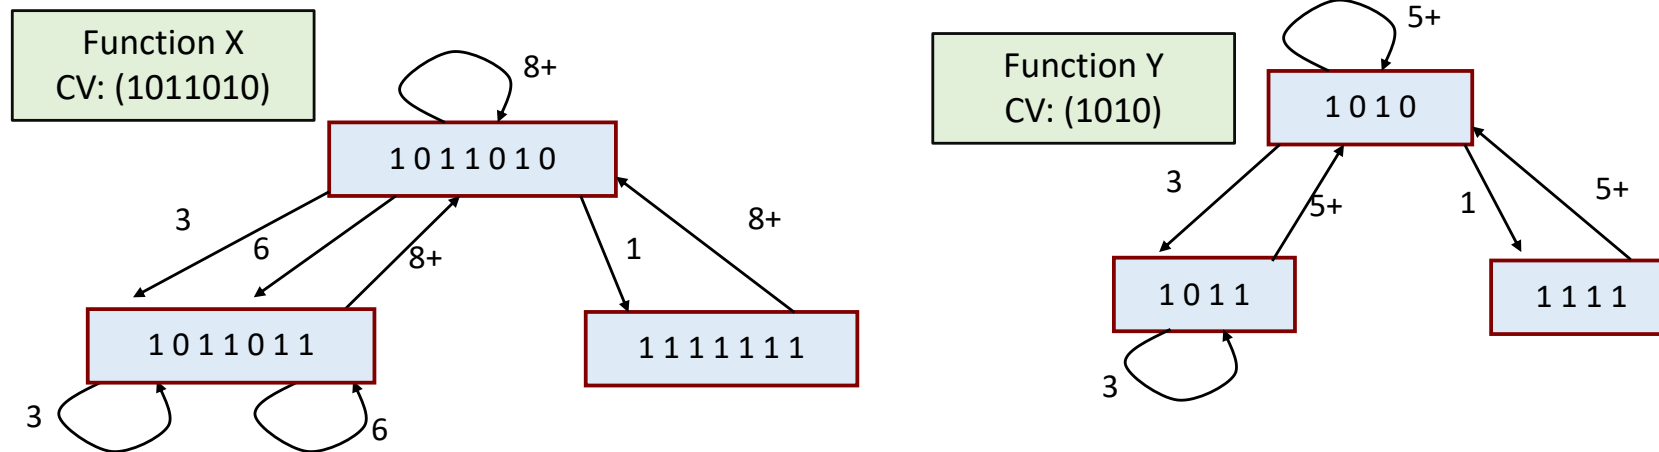 Function X
CV: (1011010)
8+
1 0 1 1 0 1 0
3
6
8+
1
8+
1 0 1 1 0 1 1
1 1 1 1 1 1 1
3
6
Function Y
CV: (1010)
5+
1 0 1 0
3
5+
1
5+
1 0 1 1
1 1 1 1
3